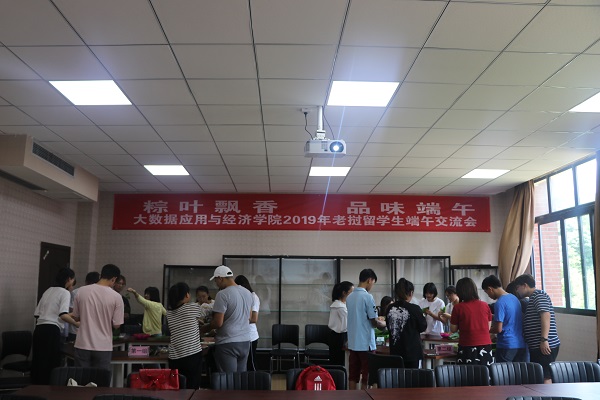 粽叶飘香 品味端午
大数据应用与经济学院2019年老挝留学生端午交流会